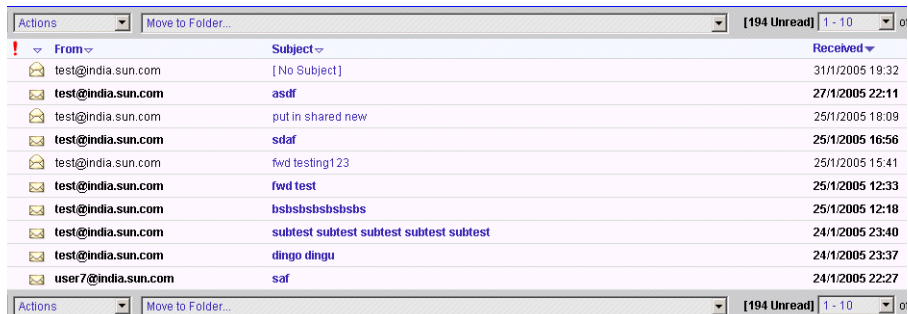 Actions Move to Folder... [194 Unread] 1 - 10 of
! From Subject Received
test@india.sun.com [ No Subject ] 31/1/2005 19:32
test@india.sun.com asdf 27/1/2005 22:11
test@india.sun.com put in shared new 25/1/2005 18:09
test@india.sun.com sdaf 25/1/2005 16:56
test@india.sun.com fwd testing123 25/1/2005 15:41
test@india.sun.com fwd test 25/1/2005 12:33
test@india.sun.com bsbsbsbsbsbsbs 25/1/2005 12:18
test@india.sun.com subtest subtest subtest subtest subtest 24/1/2005 23:40
test@india.sun.com dingo dingu 24/1/2005 23:37
user7@india.sun.com saf 24/1/2005 22:27
Actions Move to Folder... [194 Unread] 1 - 10 of